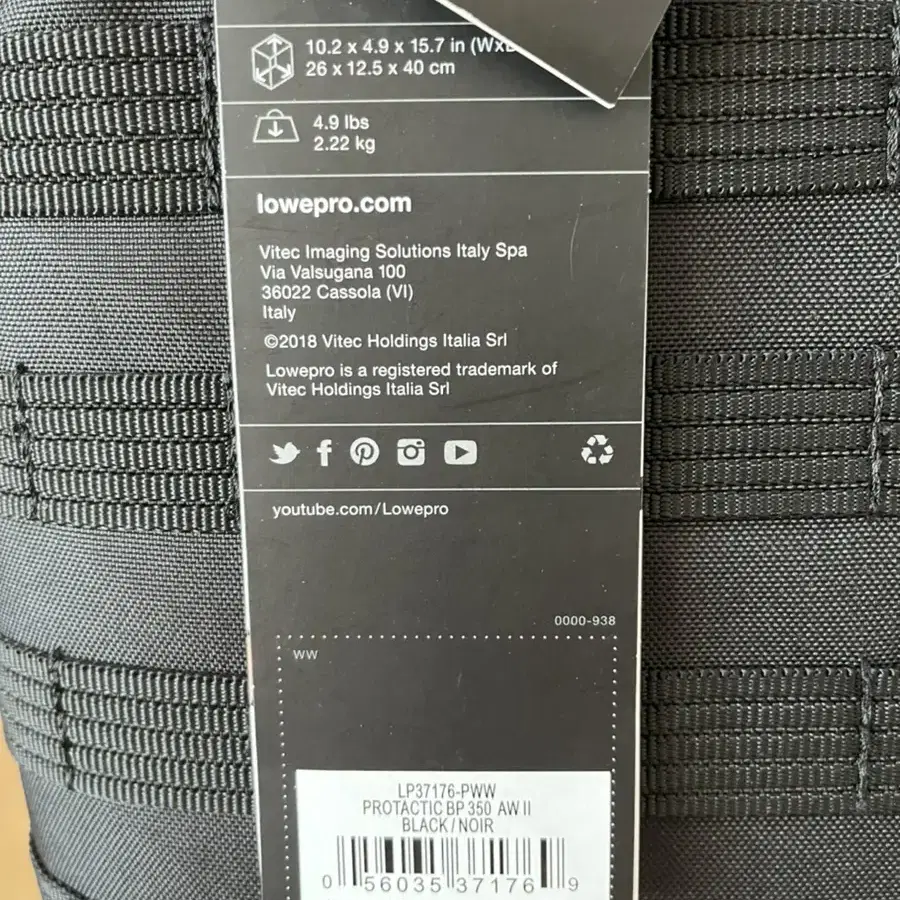 10.2 x 4.9 x 15.7 in (WxD
26 x 12.5 x 40 cm
4.9 lbs
2.22 kg
lowepro.com
Vitec Imaging Solutions Italy Spa
Via Valsugana 100
36022 Cassola (VI)
Italy
©2018 Vitec Holdings Italia Srl
Lowepro is a registered trademark of
Vitec Holdings Italia Srl
youtube.com/Lowepro
0000-938
WW
LP37176-PWW
PROTACTIC BP 350 AW II
BLACK / NOIR
0 56035 37176 9